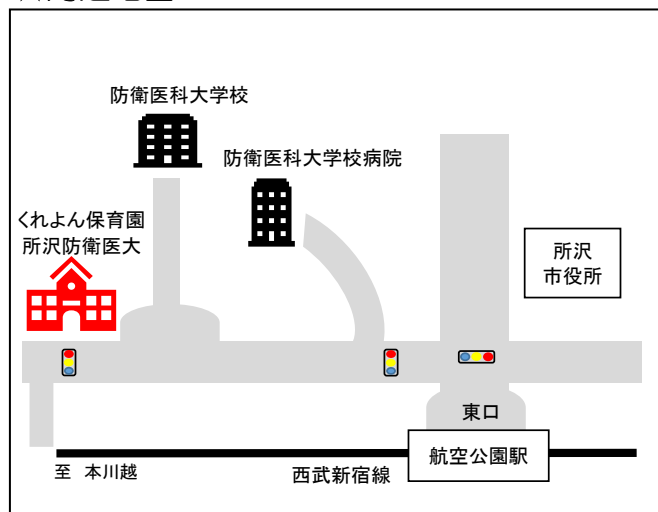 防衛医科大学校
防衛医科大学校病院
くれよん保育園
所沢防衛医大
所沢
市役所
東口
航空公園駅
至 本川越
西武新宿線